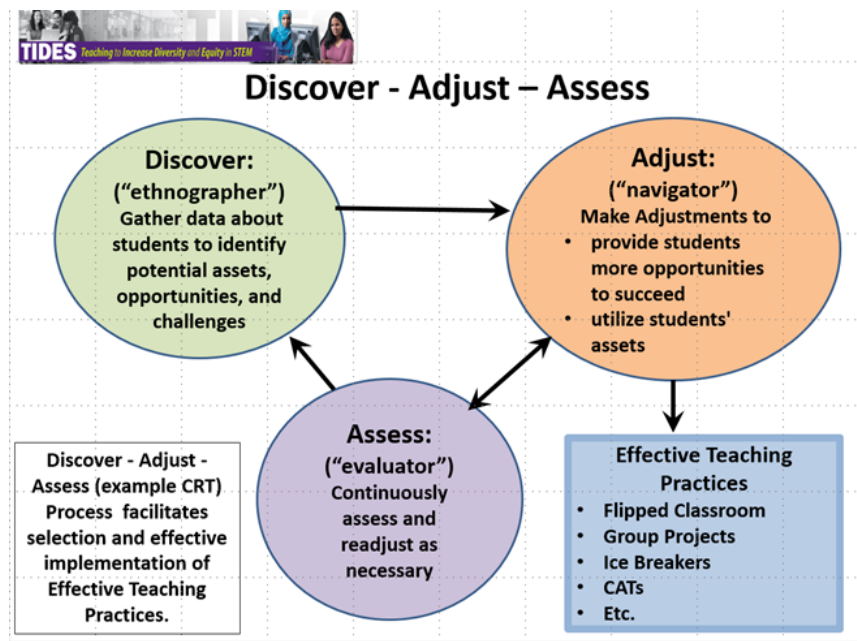 TIDES Teaching to Increase Diversity and Equity in STEM
Discover - Adjust – Assess
Discover:
(“ethnographer”)
Gather data about
students to identify
potential assets,
opportunities, and
challenges
Adjust:
(“navigator”)
Make Adjustments to
• provide students
more opportunities
to succeed
• utilize students'
assets
Assess:
(“evaluator”)
Continuously
assess and
readjust as
necessary
Discover - Adjust -
Assess (example CRT)
Process facilitates
selection and effective
implementation of
Effective Teaching
Practices.
Effective Teaching
Practices
• Flipped Classroom
• Group Projects
• Ice Breakers
• CATs
• Etc.